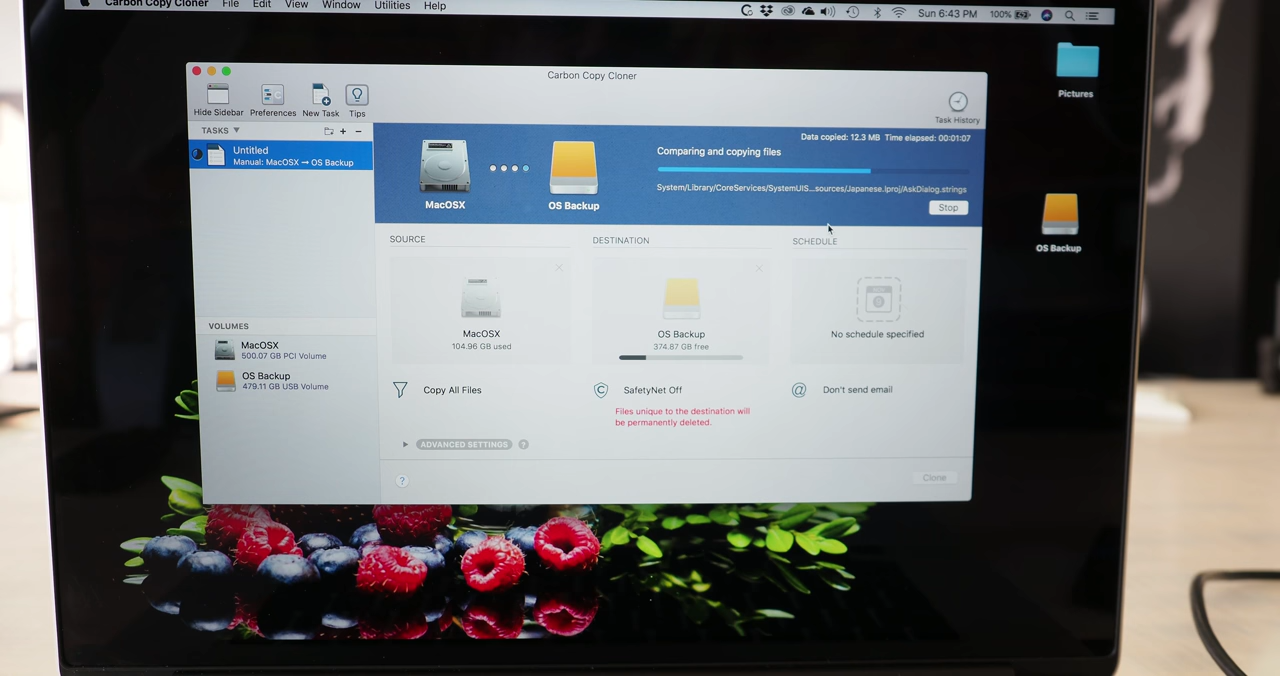 Carbon Copy Cloner File Edit View Window Utilities Help
Sun 6:43 PM 100%
Carbon Copy Cloner
Hide Sidebar Preferences New Task Tips
Task History
Pictures
TASKS ▼ + −
Untitled
Manual: MacOSX → OS Backup
Data copied: 12.3 MB Time elapsed: 00:01:07
Comparing and copying files
System/Library/CoreServices/SystemUIS...sources/Japanese.lproj/AskDialog.strings
MacOSX
OS Backup
Stop
OS Backup
SOURCE
DESTINATION
SCHEDULE
MacOSX
104.96 GB used
OS Backup
374.87 GB free
No schedule specified
VOLUMES
MacOSX
500.07 GB PCI Volume
OS Backup
479.11 GB USB Volume
Copy All Files
SafetyNet Off
Files unique to the destination will
be permanently deleted.
@ Don't send email
ADVANCED SETTINGS ?
?
Clone